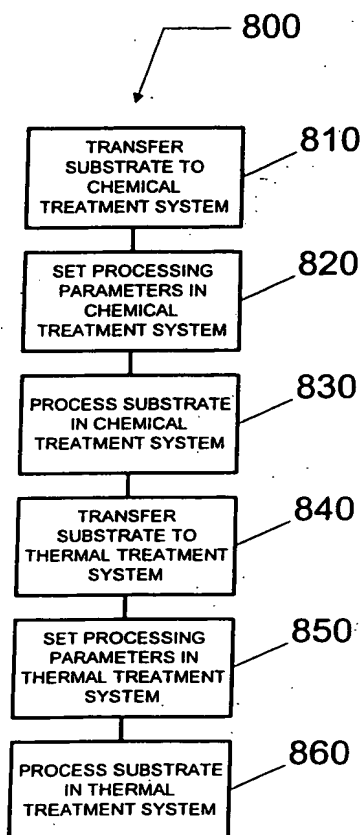 800
TRANSFER
SUBSTRATE TO
CHEMICAL
TREATMENT SYSTEM
810
SET PROCESSING
PARAMETERS IN
CHEMICAL
TREATMENT SYSTEM
820
PROCESS SUBSTRATE
IN CHEMICAL
TREATMENT SYSTEM
830
TRANSFER
SUBSTRATE TO
THERMAL TREATMENT
SYSTEM
840
SET PROCESSING
PARAMETERS IN
THERMAL TREATMENT
SYSTEM
850
PROCESS SUBSTRATE
IN THERMAL
TREATMENT SYSTEM
860